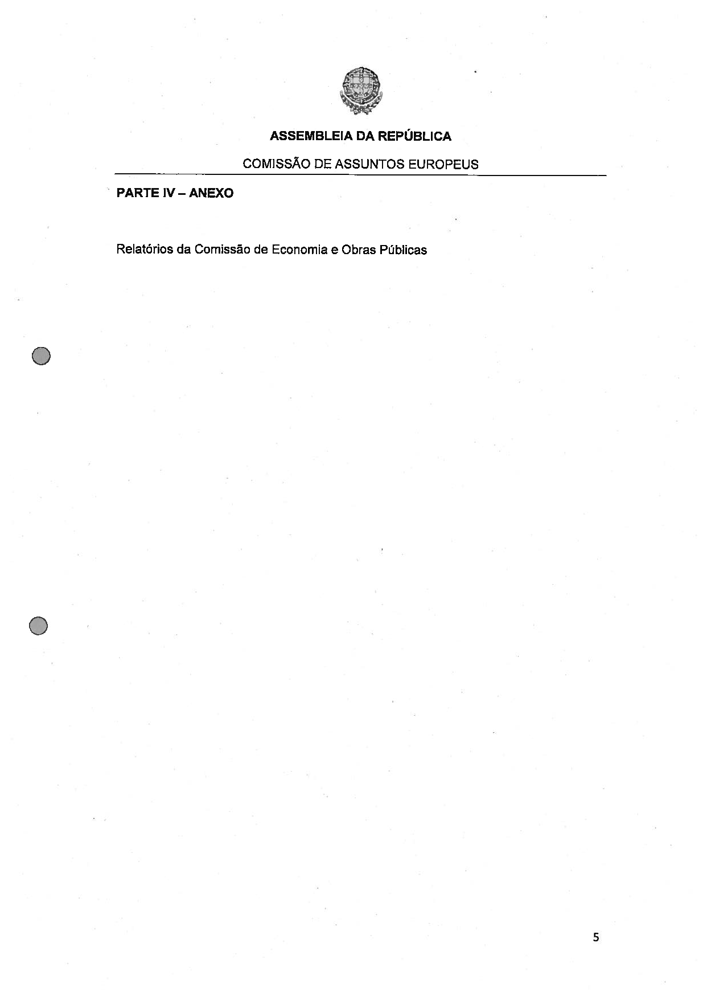 ASSEMBLEIA DA REPÚBLICA
COMISSÃO DE ASSUNTOS EUROPEUS
PARTE IV – ANEXO
Relatórios da Comissão de Economia e Obras Públicas
5